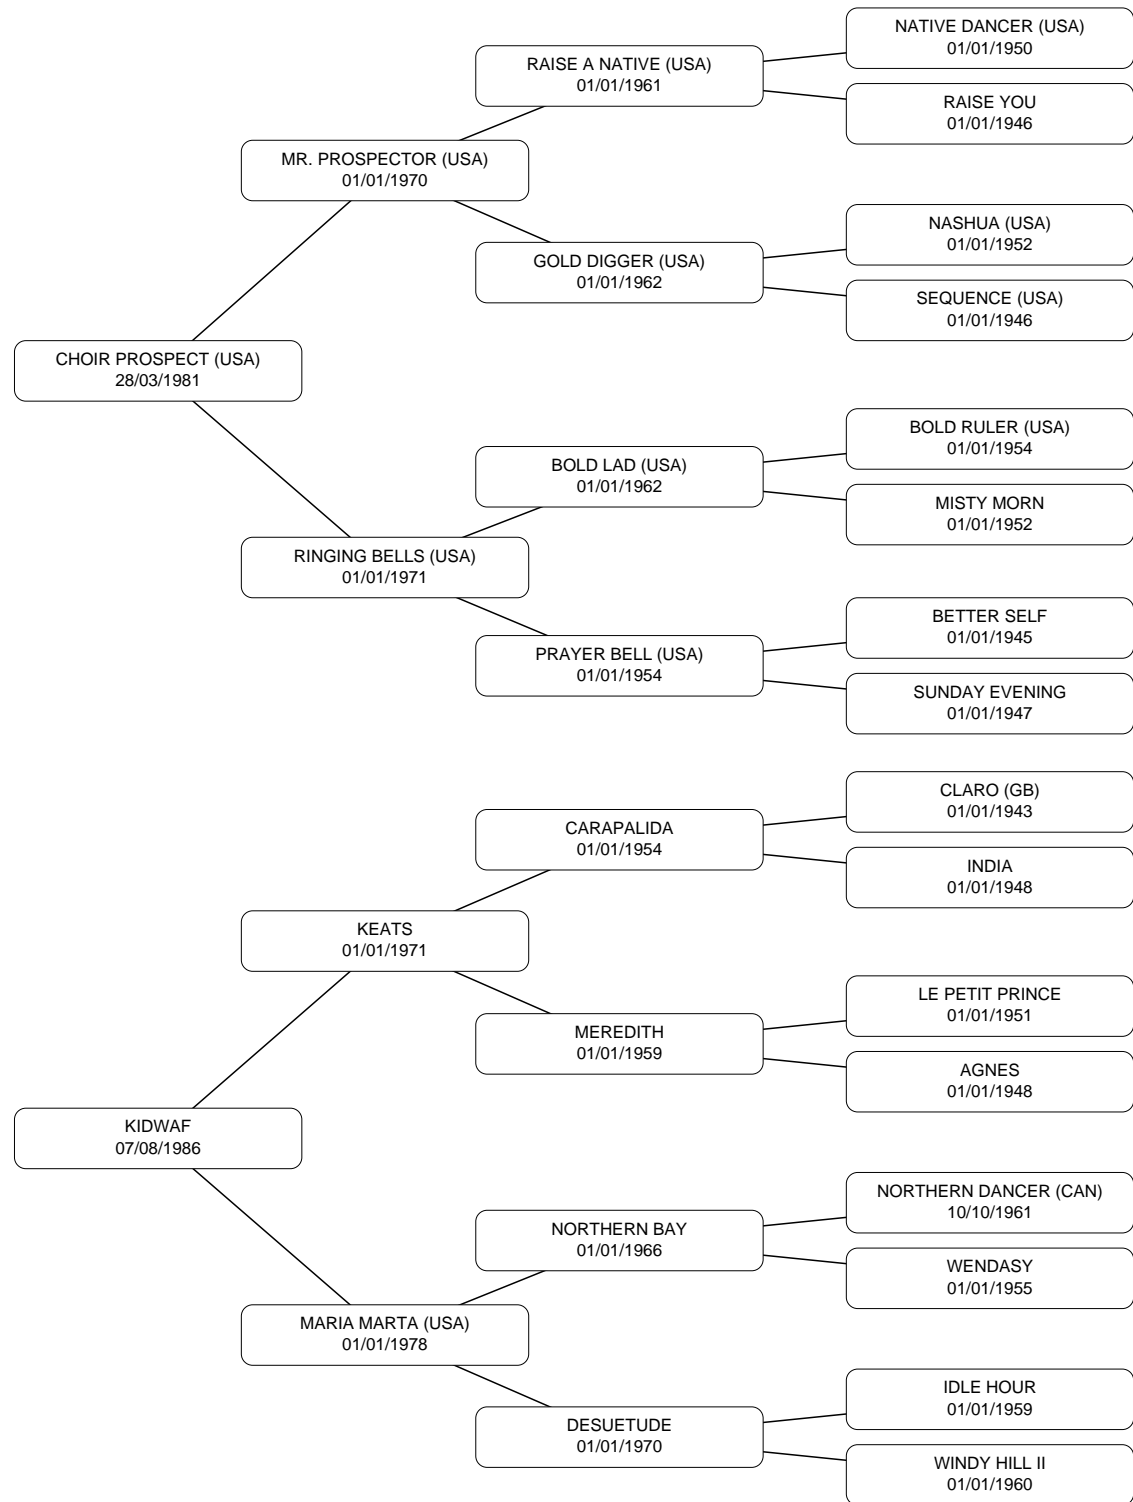 NATIVE DANCER (USA)
01/01/1950
RAISE A NATIVE (USA)
01/01/1961
RAISE YOU
01/01/1946
MR. PROSPECTOR (USA)
01/01/1970
NASHUA (USA)
01/01/1952
GOLD DIGGER (USA)
01/01/1962
SEQUENCE (USA)
01/01/1946
CHOIR PROSPECT (USA)
28/03/1981
BOLD RULER (USA)
01/01/1954
BOLD LAD (USA)
01/01/1962
MISTY MORN
01/01/1952
RINGING BELLS (USA)
01/01/1971
BETTER SELF
01/01/1945
PRAYER BELL (USA)
01/01/1954
SUNDAY EVENING
01/01/1947
CLARO (GB)
01/01/1943
CARAPALIDA
01/01/1954
INDIA
01/01/1948
KEATS
01/01/1971
LE PETIT PRINCE
01/01/1951
MEREDITH
01/01/1959
AGNES
01/01/1948
KIDWAF
07/08/1986
NORTHERN DANCER (CAN)
10/10/1961
NORTHERN BAY
01/01/1966
WENDASY
01/01/1955
MARIA MARTA (USA)
01/01/1978
IDLE HOUR
01/01/1959
DESUETUDE
01/01/1970
WINDY HILL II
01/01/1960